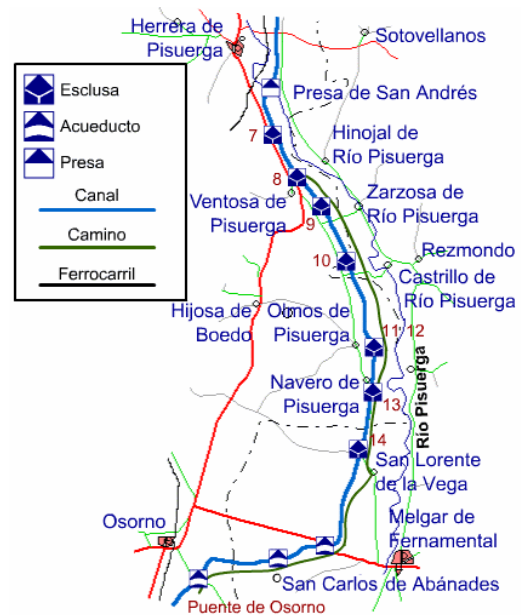 Herrera de
Pisuerga
Sotovellanos
Esclusa
Acueducto
Presa
Canal
Camino
Ferrocarril
Presa de San Andrés
7
Hinojal de
Río Pisuerga
8
Ventosa de
Pisuerga
9
Zarzosa de
Río Pisuerga
10
Rezmondo
Castrillo de
Río Pisuerga
Hijosa de
Boedo
Olmos de
Pisuerga
11
12
Río Pisuerga
Navero de
Pisuerga
13
14
San Lorente
de la Vega
Osorno
Melgar de
Fernamental
San Carlos de Abánades
Puente de Osorno